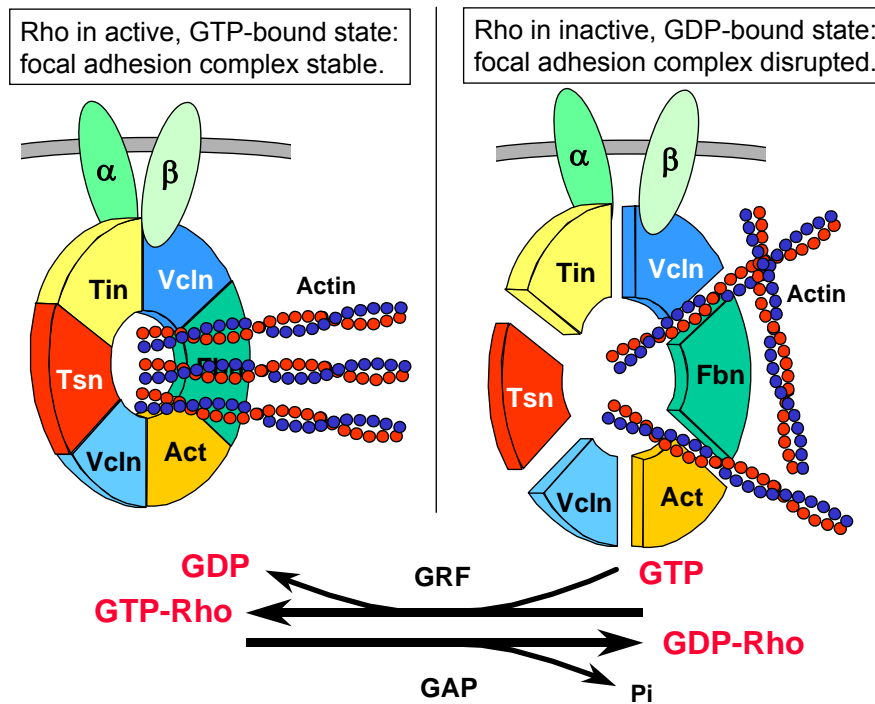 Rho in active, GTP-bound state:
focal adhesion complex stable.
Rho in inactive, GDP-bound state:
focal adhesion complex disrupted.
α
β
Tin
Vcln
Actin
Tsn
Vcln
Act
α
β
Tin
Vcln
Actin
Tsn
Fbn
Vcln
Act
GDP
GRF
GTP
GTP-Rho
GDP-Rho
GAP
Pi